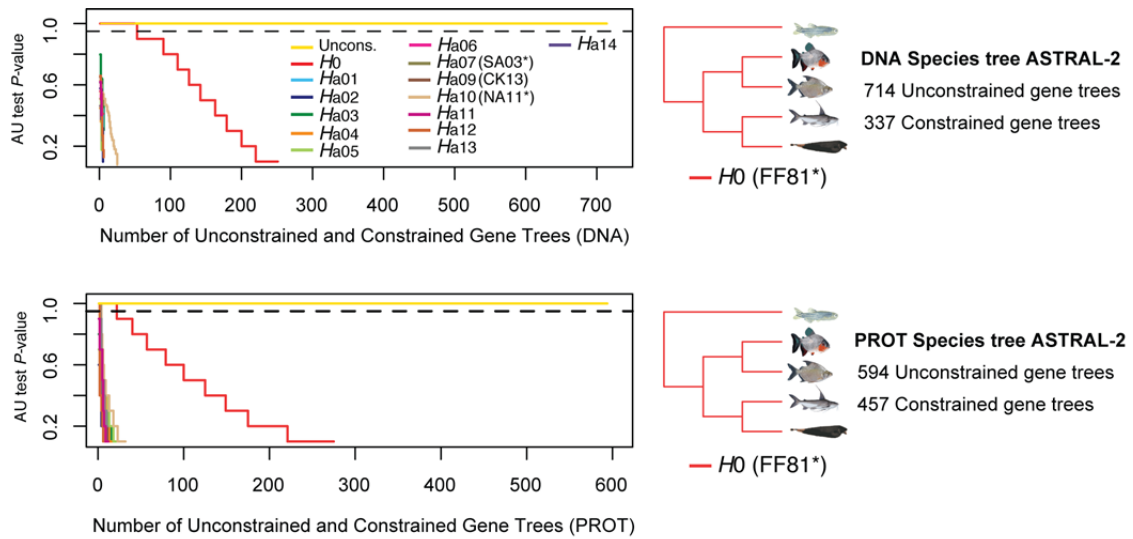 AU test P-value
1.0
0.6
0.2
Uncons.
H0
Ha01
Ha02
Ha03
Ha04
Ha05
Ha06
Ha07 (SA03*)
Ha09 (CK13)
Ha10 (NA11*)
Ha11
Ha12
Ha13
Ha14
0 100 200 300 400 500 600 700
Number of Unconstrained and Constrained Gene Trees (DNA)
DNA Species tree ASTRAL-2
714 Unconstrained gene trees
337 Constrained gene trees
H0 (FF81*)
AU test P-value
1.0
0.6
0.2
0 100 200 300 400 500 600
Number of Unconstrained and Constrained Gene Trees (PROT)
PROT Species tree ASTRAL-2
594 Unconstrained gene trees
457 Constrained gene trees
H0 (FF81*)